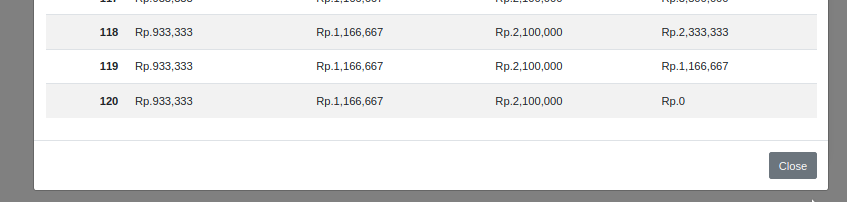 118 Rp.933,333 Rp.1,166,667 Rp.2,100,000 Rp.2,333,333
119 Rp.933,333 Rp.1,166,667 Rp.2,100,000 Rp.1,166,667
120 Rp.933,333 Rp.1,166,667 Rp.2,100,000 Rp.0
Close